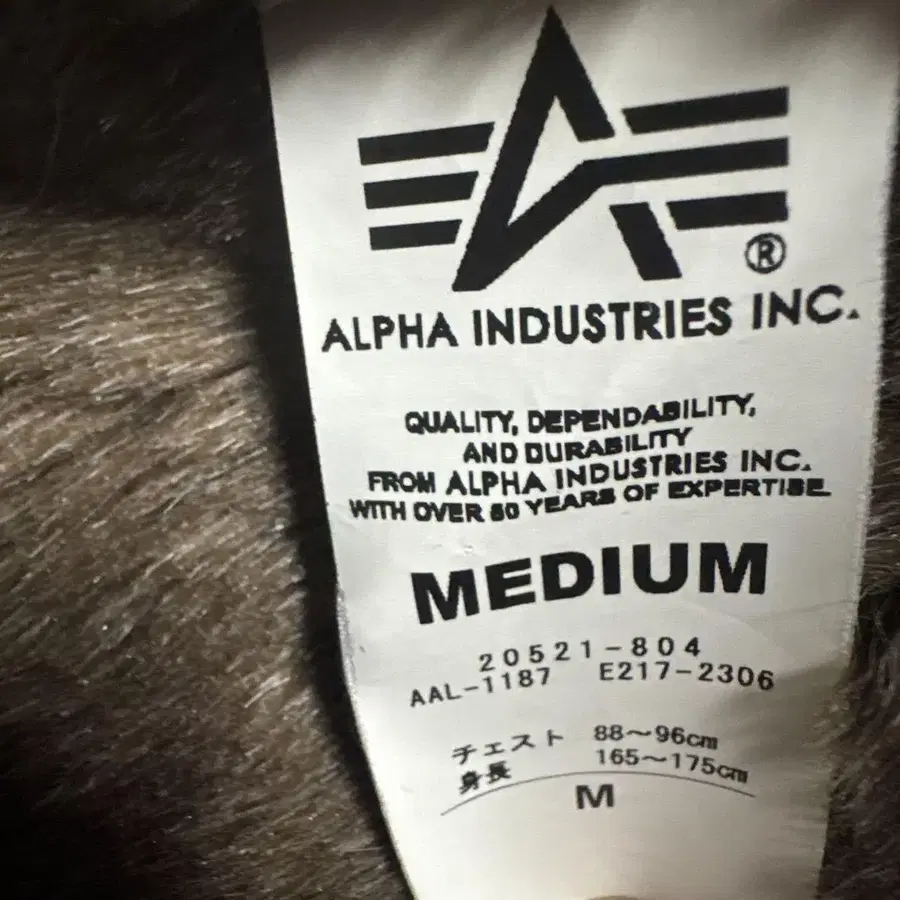 ®
ALPHA INDUSTRIES INC.
QUALITY, DEPENDABILITY,
AND DURABILITY
FROM ALPHA INDUSTRIES INC.
WITH OVER 50 YEARS OF EXPERTISE
MEDIUM
20521-804
AAL-1187 E217-2306
チェスト 88〜96cm
身長 165〜175cm
M